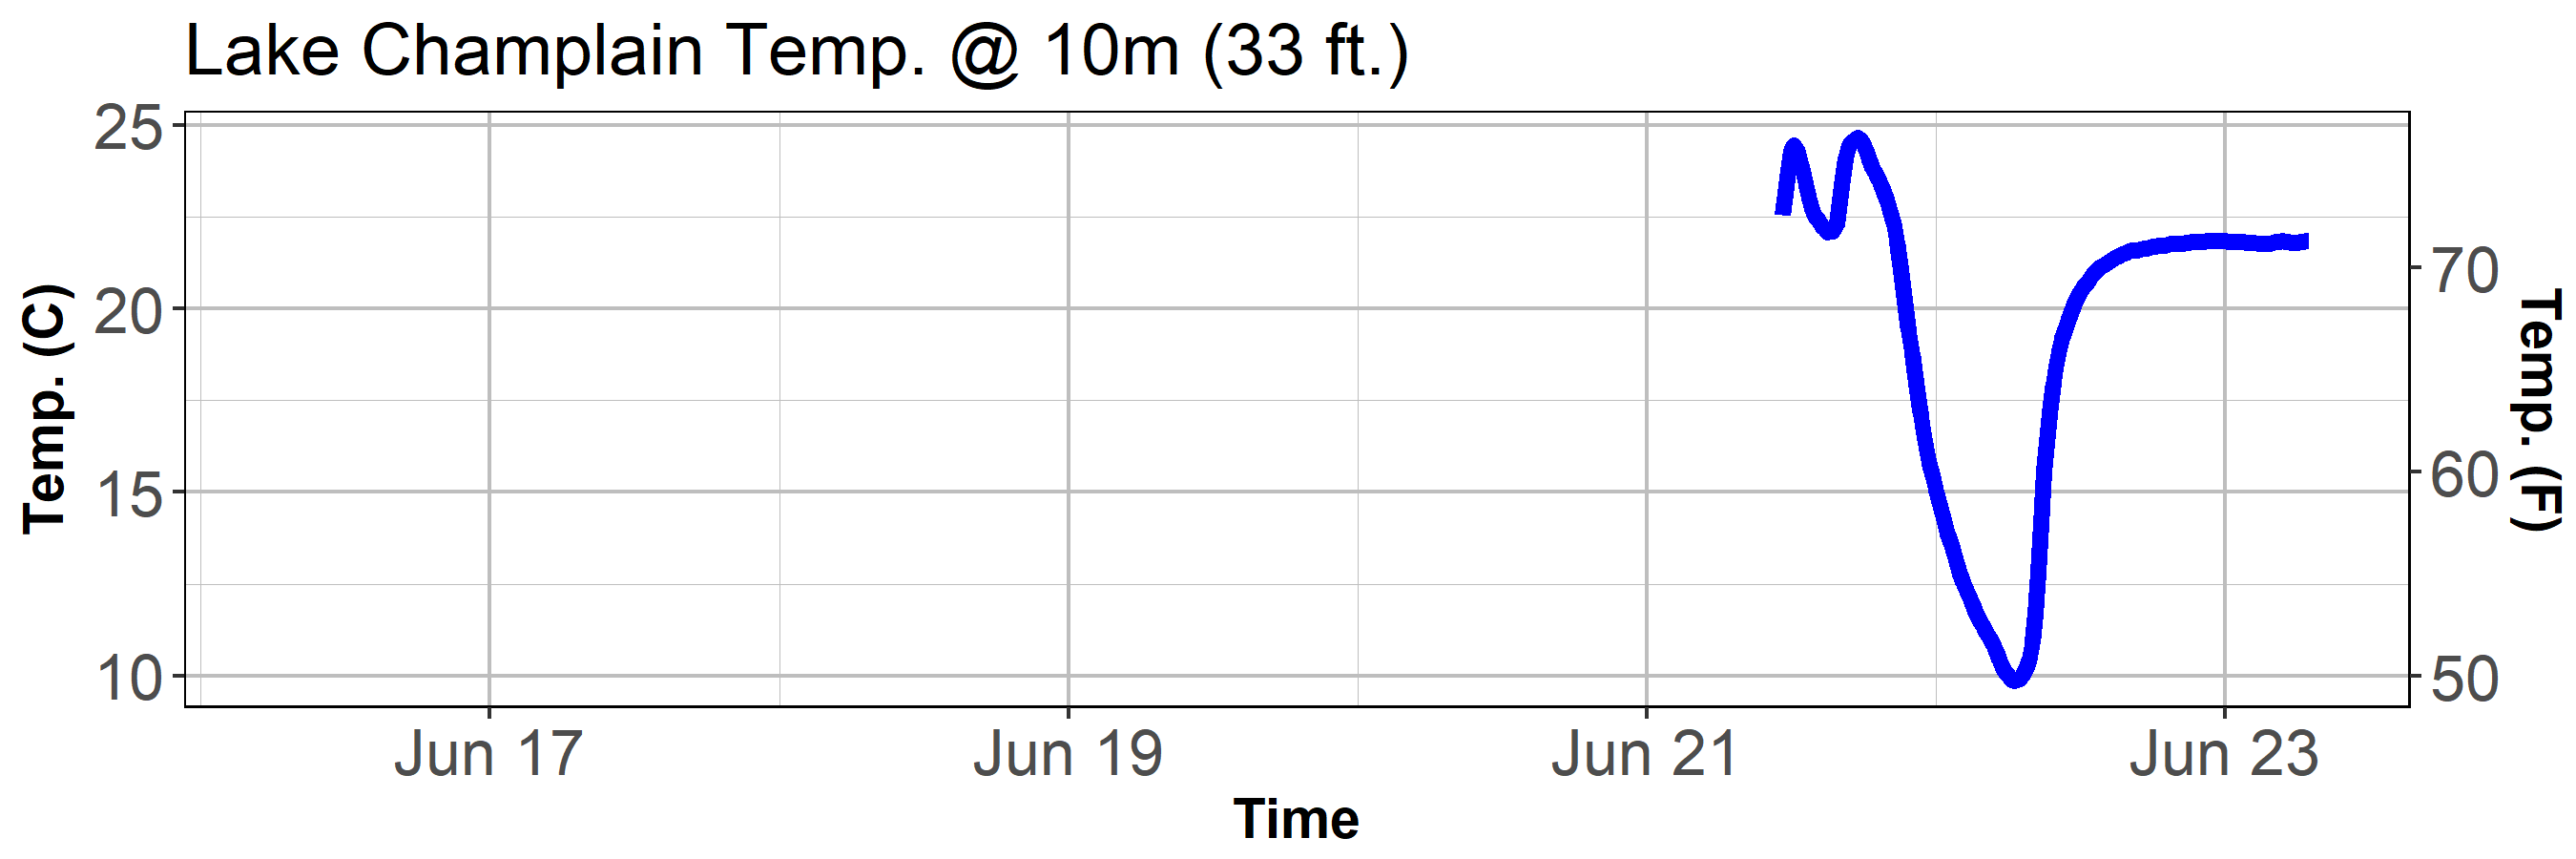 Lake Champlain Temp. @ 10m (33 ft.)
25
20
15
10
Temp. (C)
70
60
50
Temp. (F)
Jun 17
Jun 19
Jun 21
Jun 23
Time